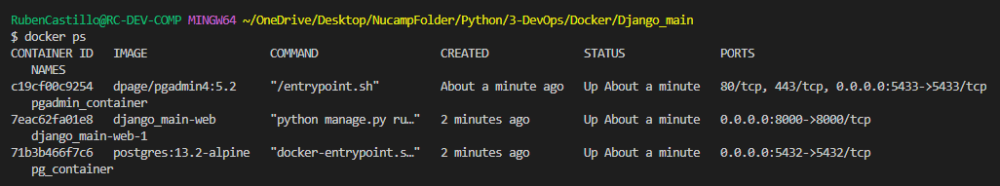 RubenCastillo@RC-DEV-COMP MINGW64 ~/OneDrive/Desktop/NucampFolder/Python/3-DevOps/Docker/Django_main
$ docker ps
CONTAINER ID   IMAGE                  COMMAND                  CREATED              STATUS              PORTS
   NAMES
c19cf00c9254   dpage/pgadmin4:5.2     "/entrypoint.sh"         About a minute ago   Up About a minute   80/tcp, 443/tcp, 0.0.0.0:5433->5433/tcp
   pgadmin_container
7eac62fa01e8   django_main-web        "python manage.py ru…"   2 minutes ago        Up About a minute   0.0.0.0:8000->8000/tcp
   django_main-web-1
71b3b466f7c6   postgres:13.2-alpine   "docker-entrypoint.s…"   2 minutes ago        Up About a minute   0.0.0.0:5432->5432/tcp
   pg_container